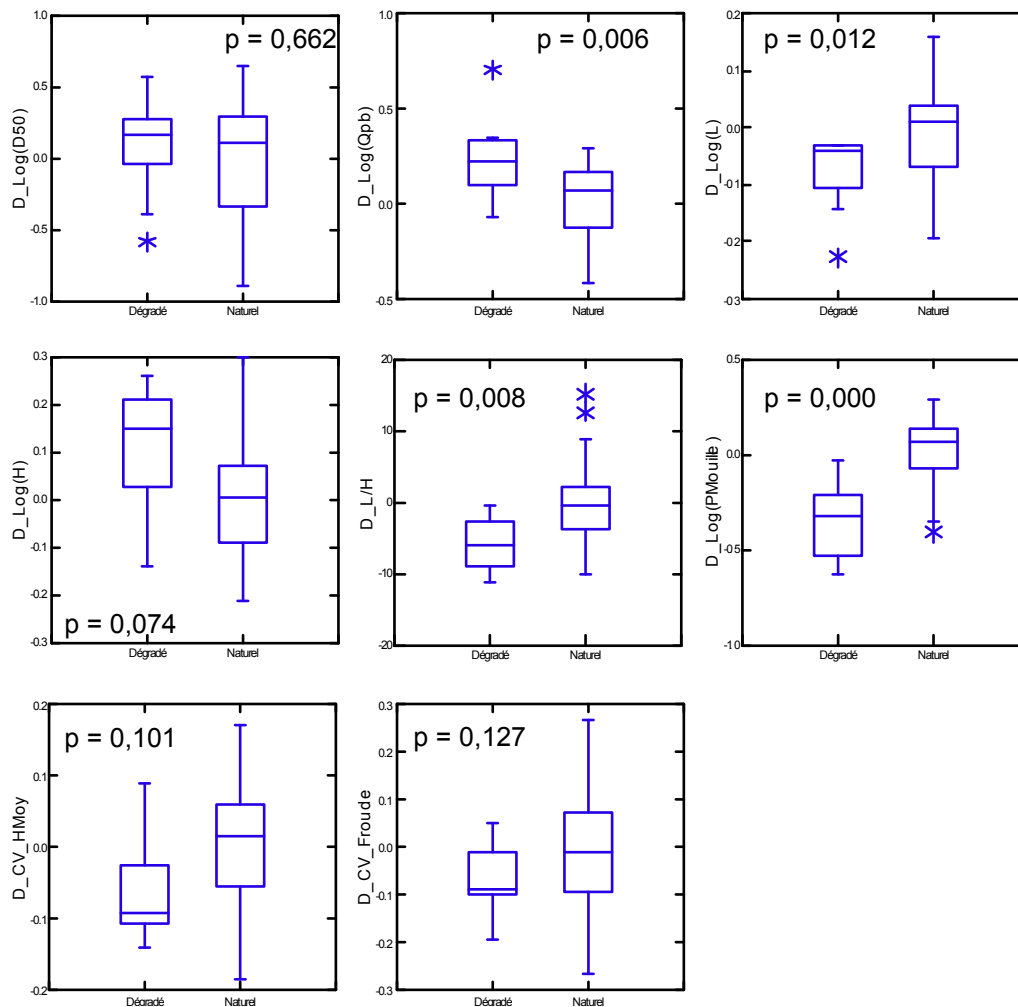 p = 0,662
D_Log(D50)
1.0
0.5
0.0
-0.5
-1.0
Dégradé
Naturel
p = 0,006
D_Log(Qpb)
1.0
0.5
0.0
-0.5
Dégradé
Naturel
p = 0,012
D_Log(L)
0.2
0.1
0.0
-0.1
-0.2
-0.3
Dégradé
Naturel
p = 0,074
D_Log(H)
0.3
0.2
0.1
0.0
-0.1
-0.2
-0.3
Dégradé
Naturel
p = 0,008
D_L/H
20
10
0
-10
-20
Dégradé
Naturel
p = 0,000
D_Log(PMouille)
0.5
0.0
-0.5
-1.0
Dégradé
Naturel
p = 0,101
D_CV_HMoy
0.2
0.1
0.0
-0.1
-0.2
Dégradé
Naturel
p = 0,127
D_CV_Froude
0.3
0.2
0.1
0.0
-0.1
-0.2
-0.3
Dégradé
Naturel